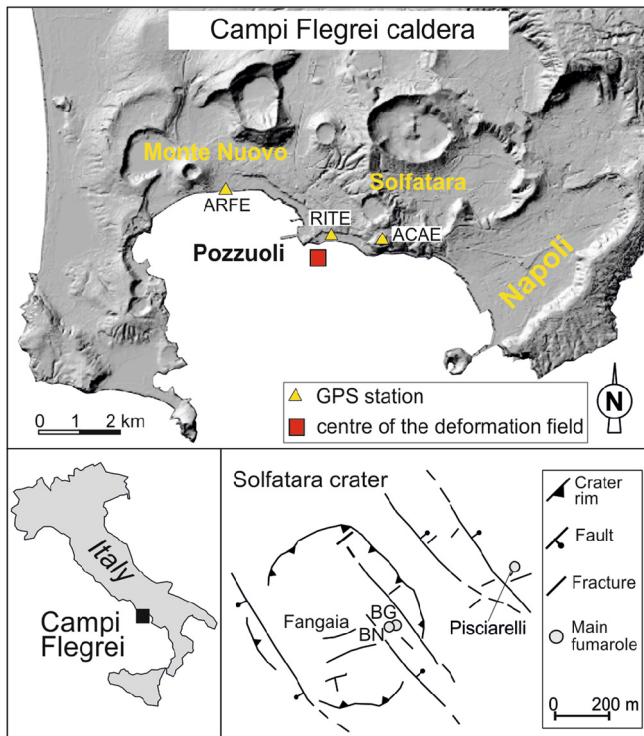 Campi Flegrei caldera
Monte Nuovo
Solfatara
ARFE
RITE
ACAE
Pozzuoli
Napoli
GPS station
centre of the deformation field
0 1 2 km
N
Italy
Campi
Flegrei
Solfatara crater
Fangaia
BG
BN
Pisciarelli
Crater
rim
Fault
Fracture
Main
fumarole
0 200 m